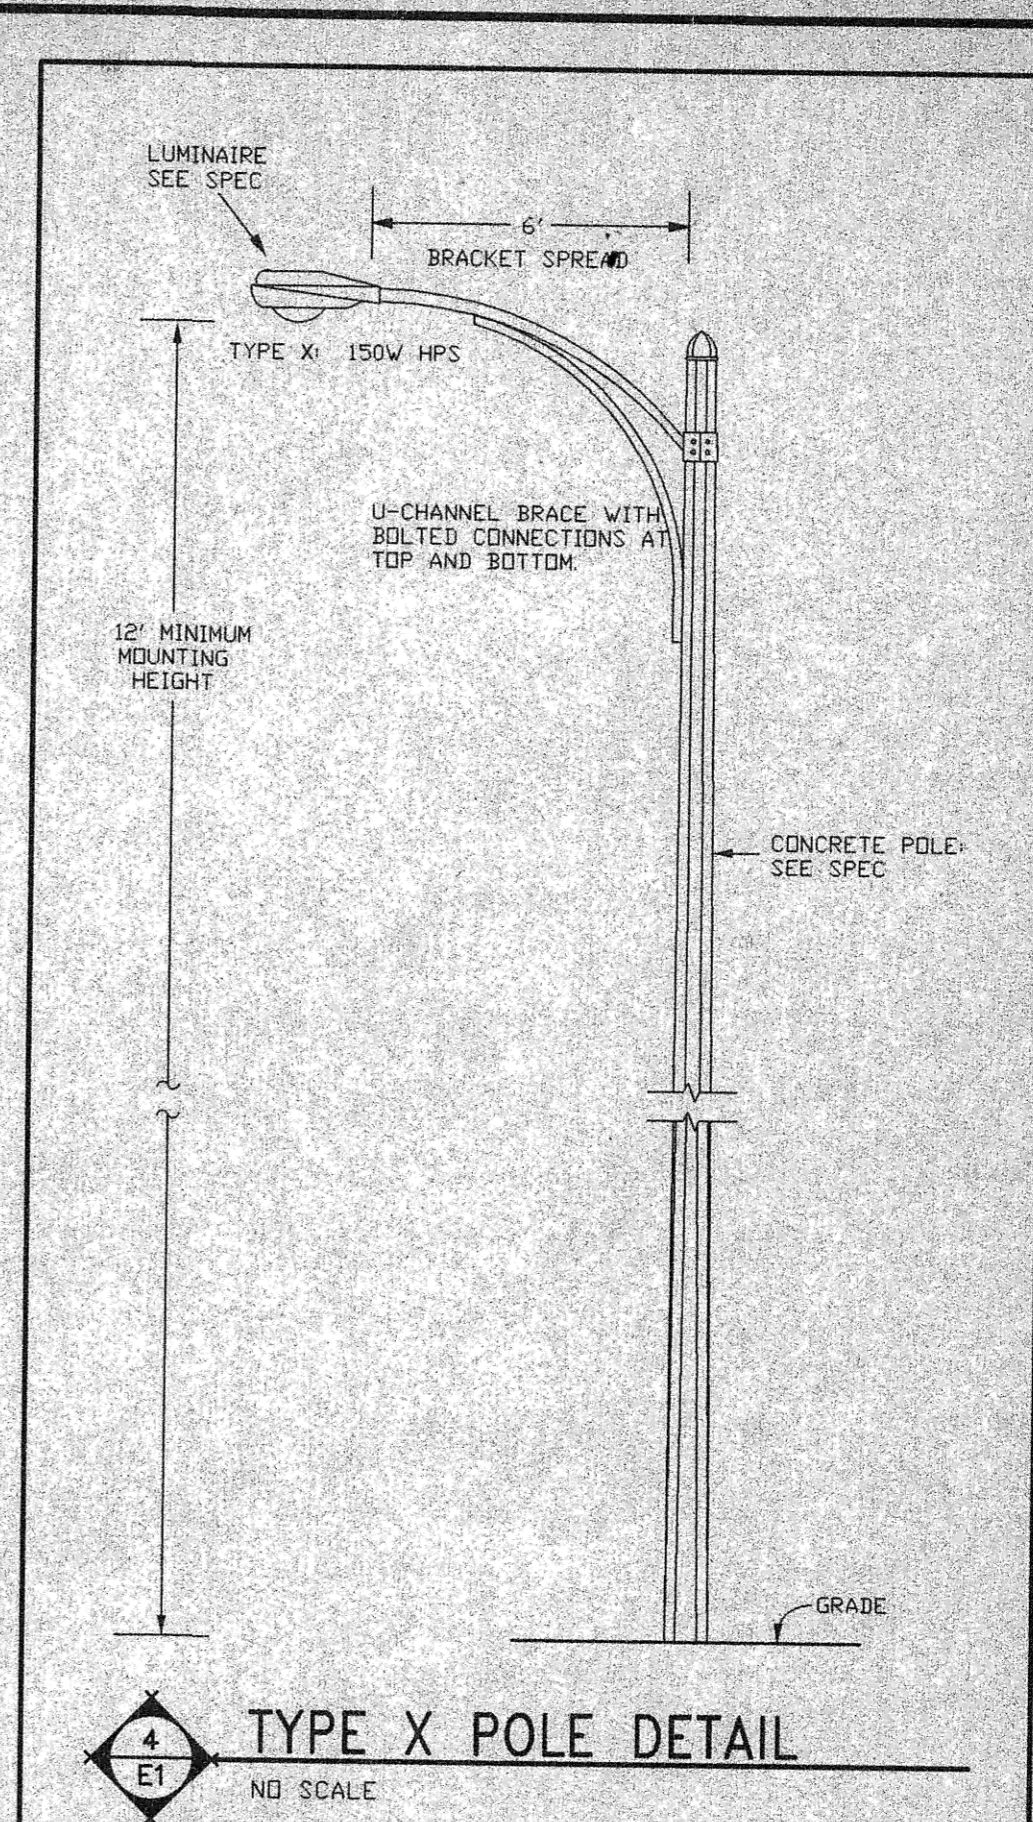 LUMINAIRE
SEE SPEC
6'
BRACKET SPREAD
TYPE X: 150W HPS
U-CHANNEL BRACE WITH
BOLTED CONNECTIONS AT
TOP AND BOTTOM.
12' MINIMUM
MOUNTING
HEIGHT
CONCRETE POLE:
SEE SPEC
GRADE
4
E1
TYPE X POLE DETAIL
NO SCALE